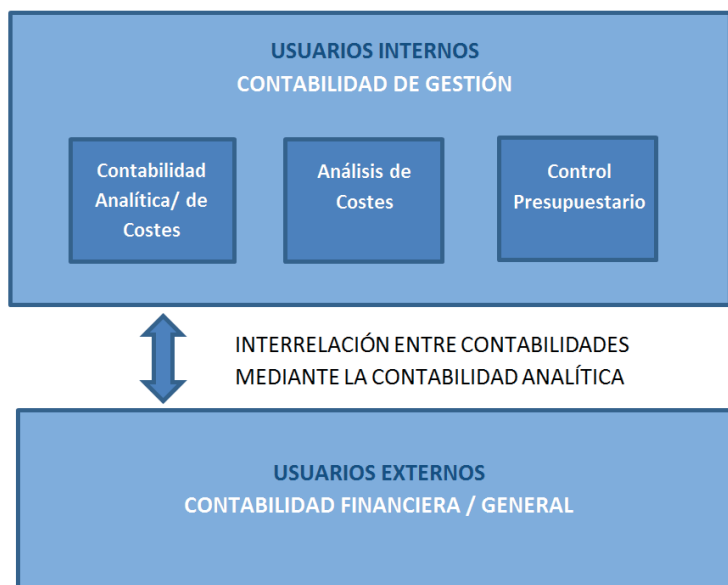 USUARIOS INTERNOS
CONTABILIDAD DE GESTIÓN
Contabilidad
Analítica/ de
Costes
Análisis de
Costes
Control
Presupuestario
INTERRELACIÓN ENTRE CONTABILIDADES
MEDIANTE LA CONTABILIDAD ANALÍTICA
USUARIOS EXTERNOS
CONTABILIDAD FINANCIERA / GENERAL